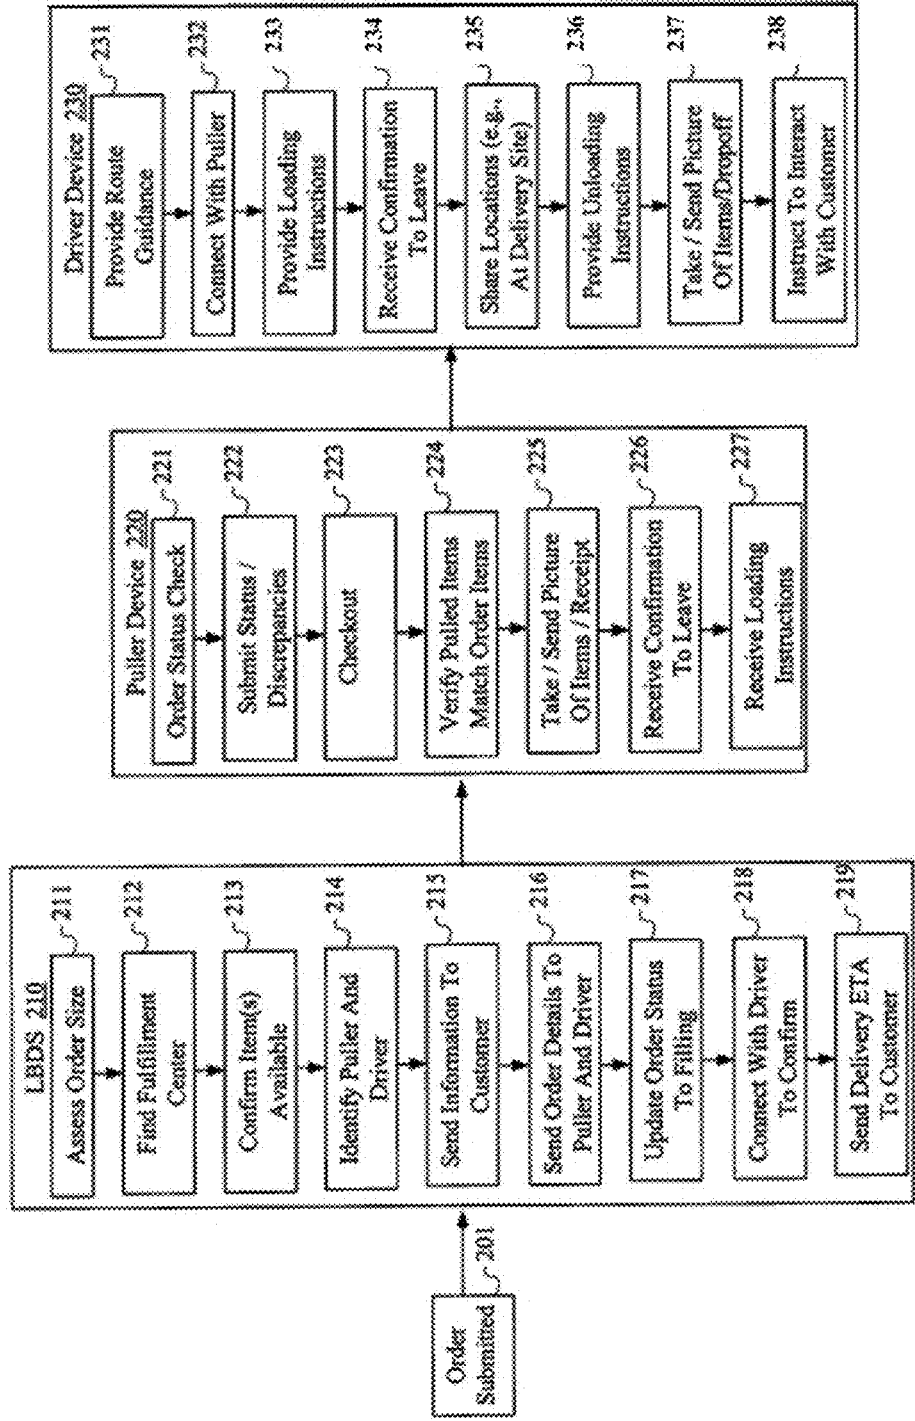 Order
Submitted
201
LBDS 210
Assess Order Size
211
Find Fulfillment
Center
212
Confirm Item(s)
Available
213
Identify Puller And
Driver
214
Send Information To
Customer
215
Send Order Details To
Puller And Driver
216
Update Order Status
To Filling
217
Connect With Driver
To Confirm
218
Send Delivery ETA
To Customer
219
Puller Device 220
Order Status Check
221
Submit Status /
Discrepancies
222
Checkout
223
Verify Pulled Items
Match Order Items
224
Take / Send Picture
Of Items / Receipt
225
Receive Confirmation
To Leave
226
Receive Loading
Instructions
227
Driver Device 230
Provide Route
Guidance
231
Connect With Puller
232
Provide Loading
Instructions
233
Receive Confirmation
To Leave
234
Share Locations (e.g.,
At Delivery Site)
235
Provide Unloading
Instructions
236
Take / Send Picture
Of Items/Dropoff
237
Instruct To Interact
With Customer
238